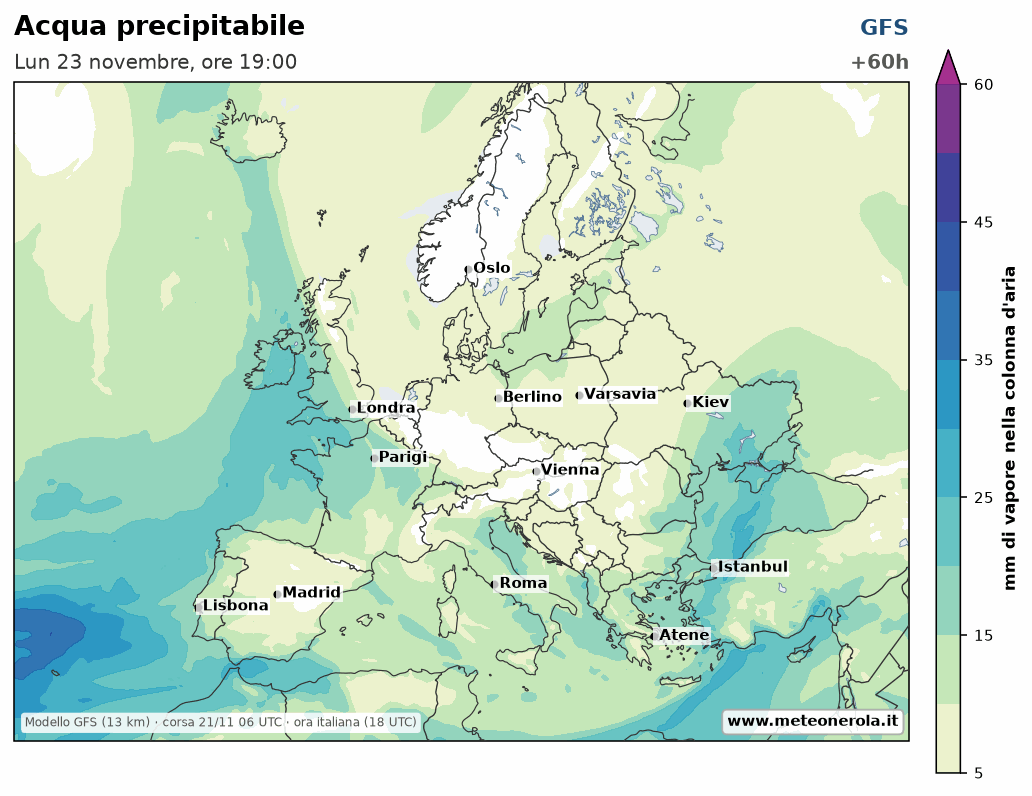 Acqua precipitabile
GFS
Lun 23 novembre, ore 19:00
+60h
60
45
35
25
15
5
mm di vapore nella colonna d'aria
Oslo
Londra
Berlino
Varsavia
Kiev
Parigi
Vienna
Istanbul
Roma
Madrid
Lisbona
Atene
Modello GFS (13 km) · corsa 21/11 06 UTC · ora italiana (18 UTC)
www.meteonerola.it